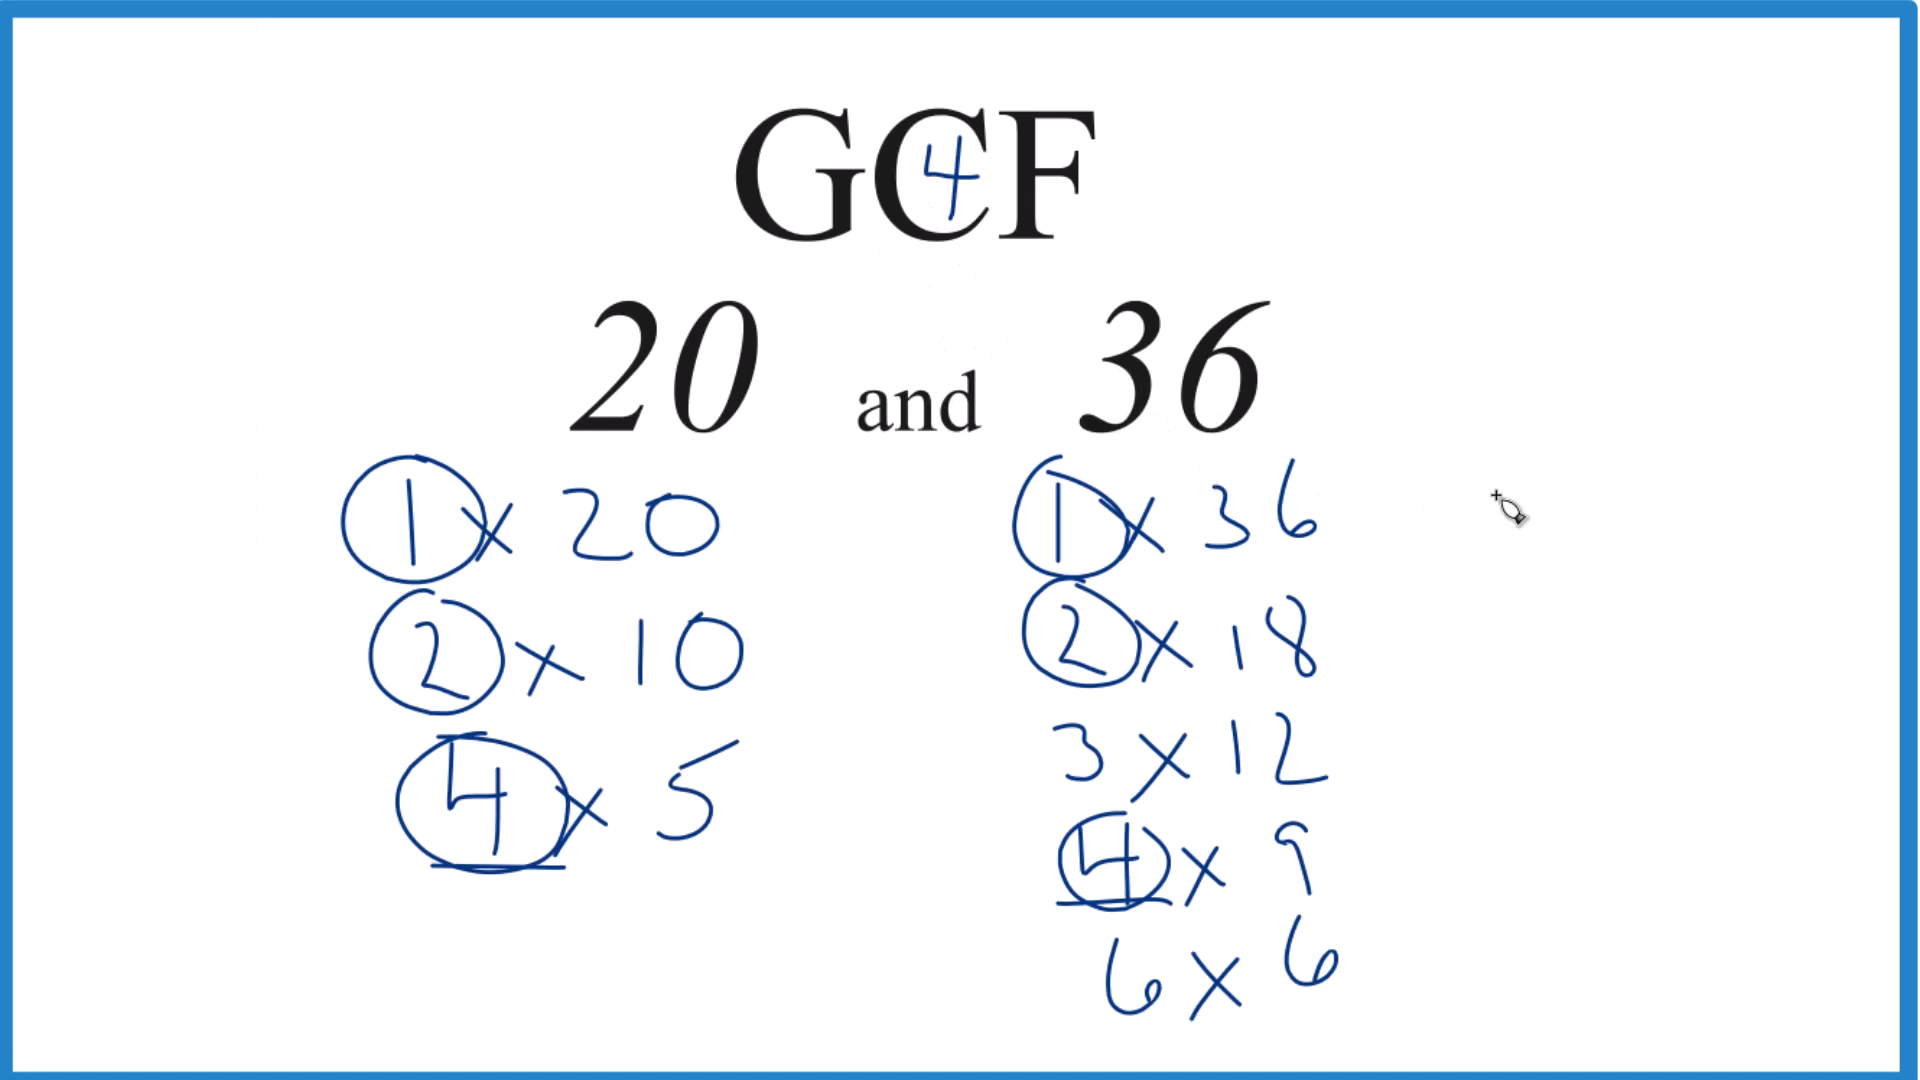 GCF
4
20 and 36
1 x 20
2 x 10
4 x 5
1 x 36
2 x 18
3 x 12
4 x 9
6 x 6